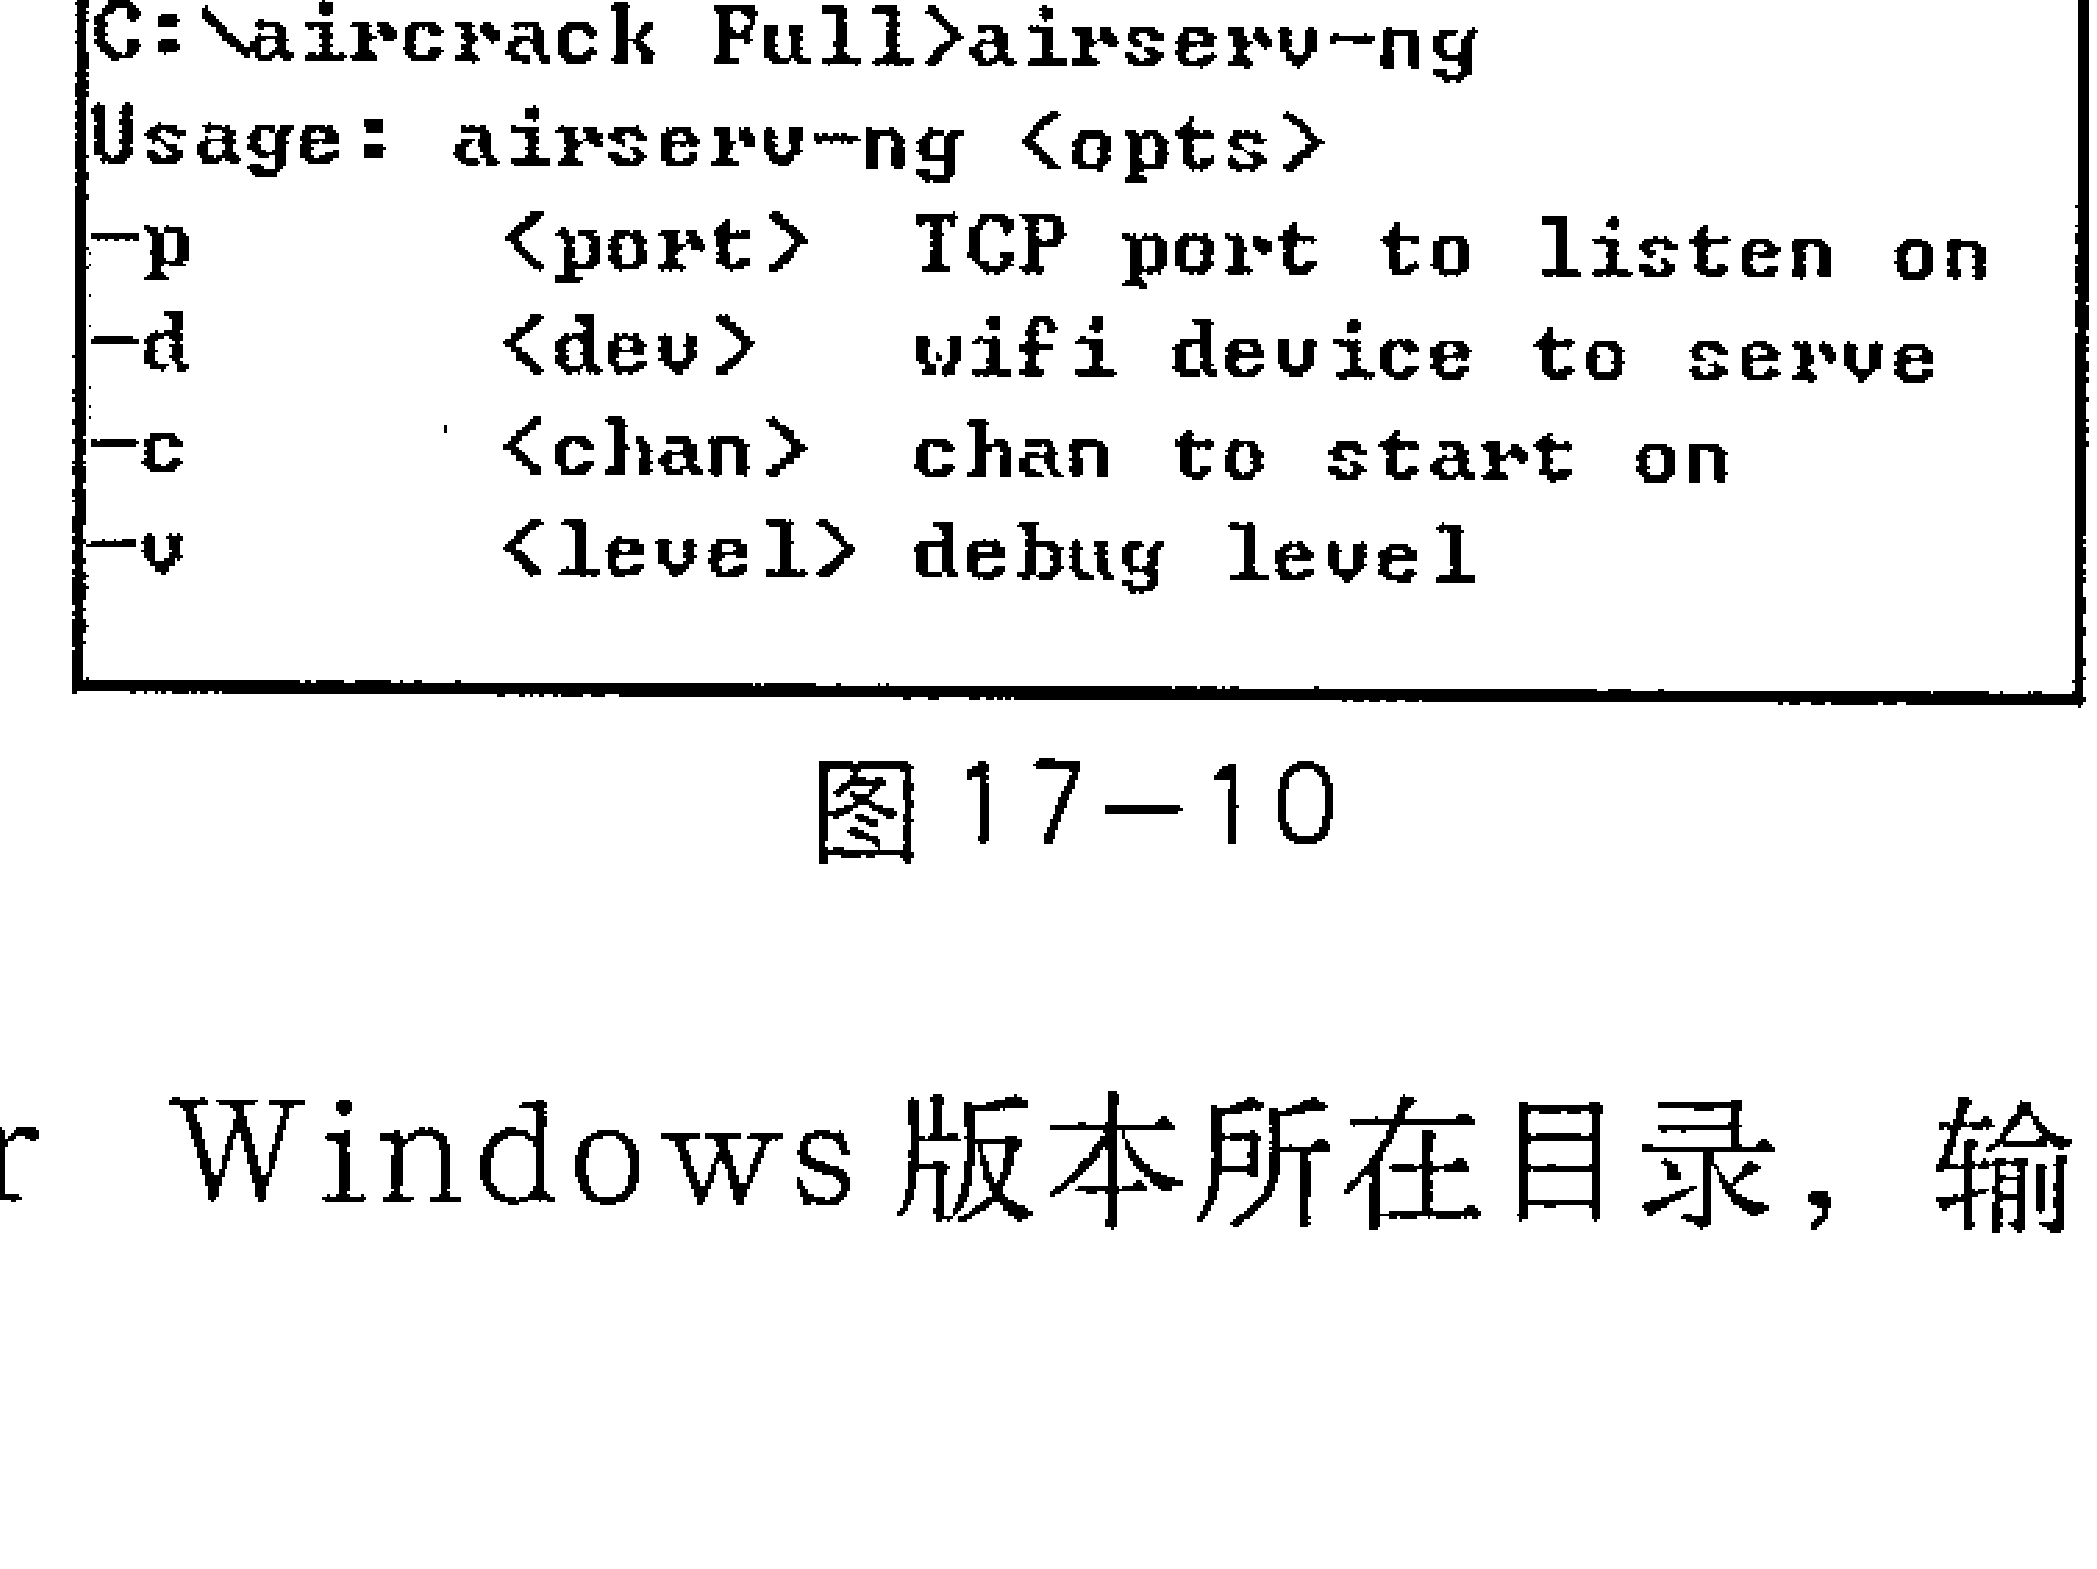 C:\aircrack Full>airserv-ng
Usage: airserv-ng <opts>
-p <port> TCP port to listen on
-d <dev> wifi device to serve
-c <chan> chan to start on
-v <level> debug level
图 17-10
r Windows版本所在目录，输